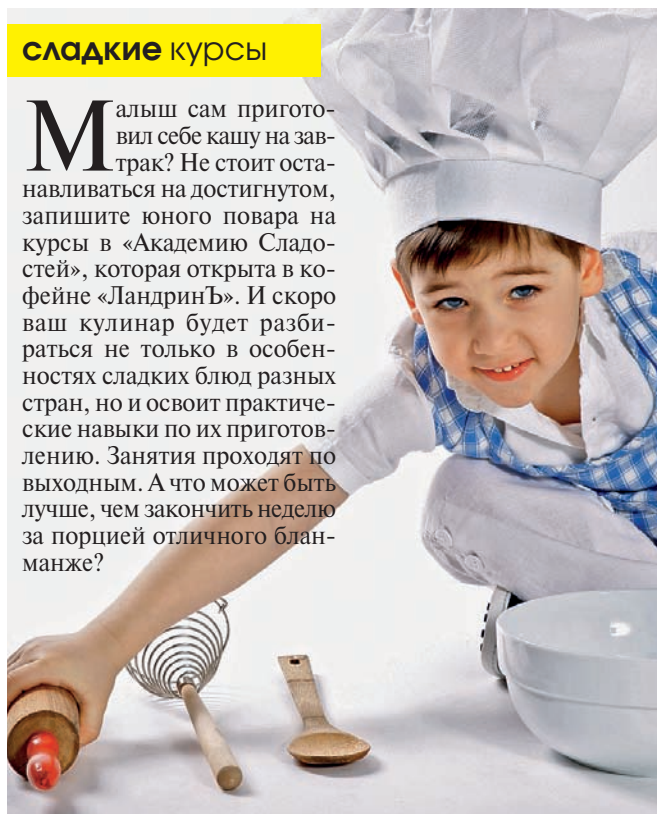 сладкие курсы
Малыш сам пригото-
вил себе кашу на зав-
трак? Не стоит оста-
навливаться на достигнутом,
запишите юного повара на
курсы в «Академию Сладо-
стей», которая открыта в ко-
фейне «ЛандринЪ». И скоро
ваш кулинар будет разби-
раться не только в особен-
ностях сладких блюд разных
стран, но и освоит практиче-
ские навыки по их приготов-
лению. Занятия проходят по
выходным. А что может быть
лучше, чем закончить неделю
за порцией отличного блан-
манже?